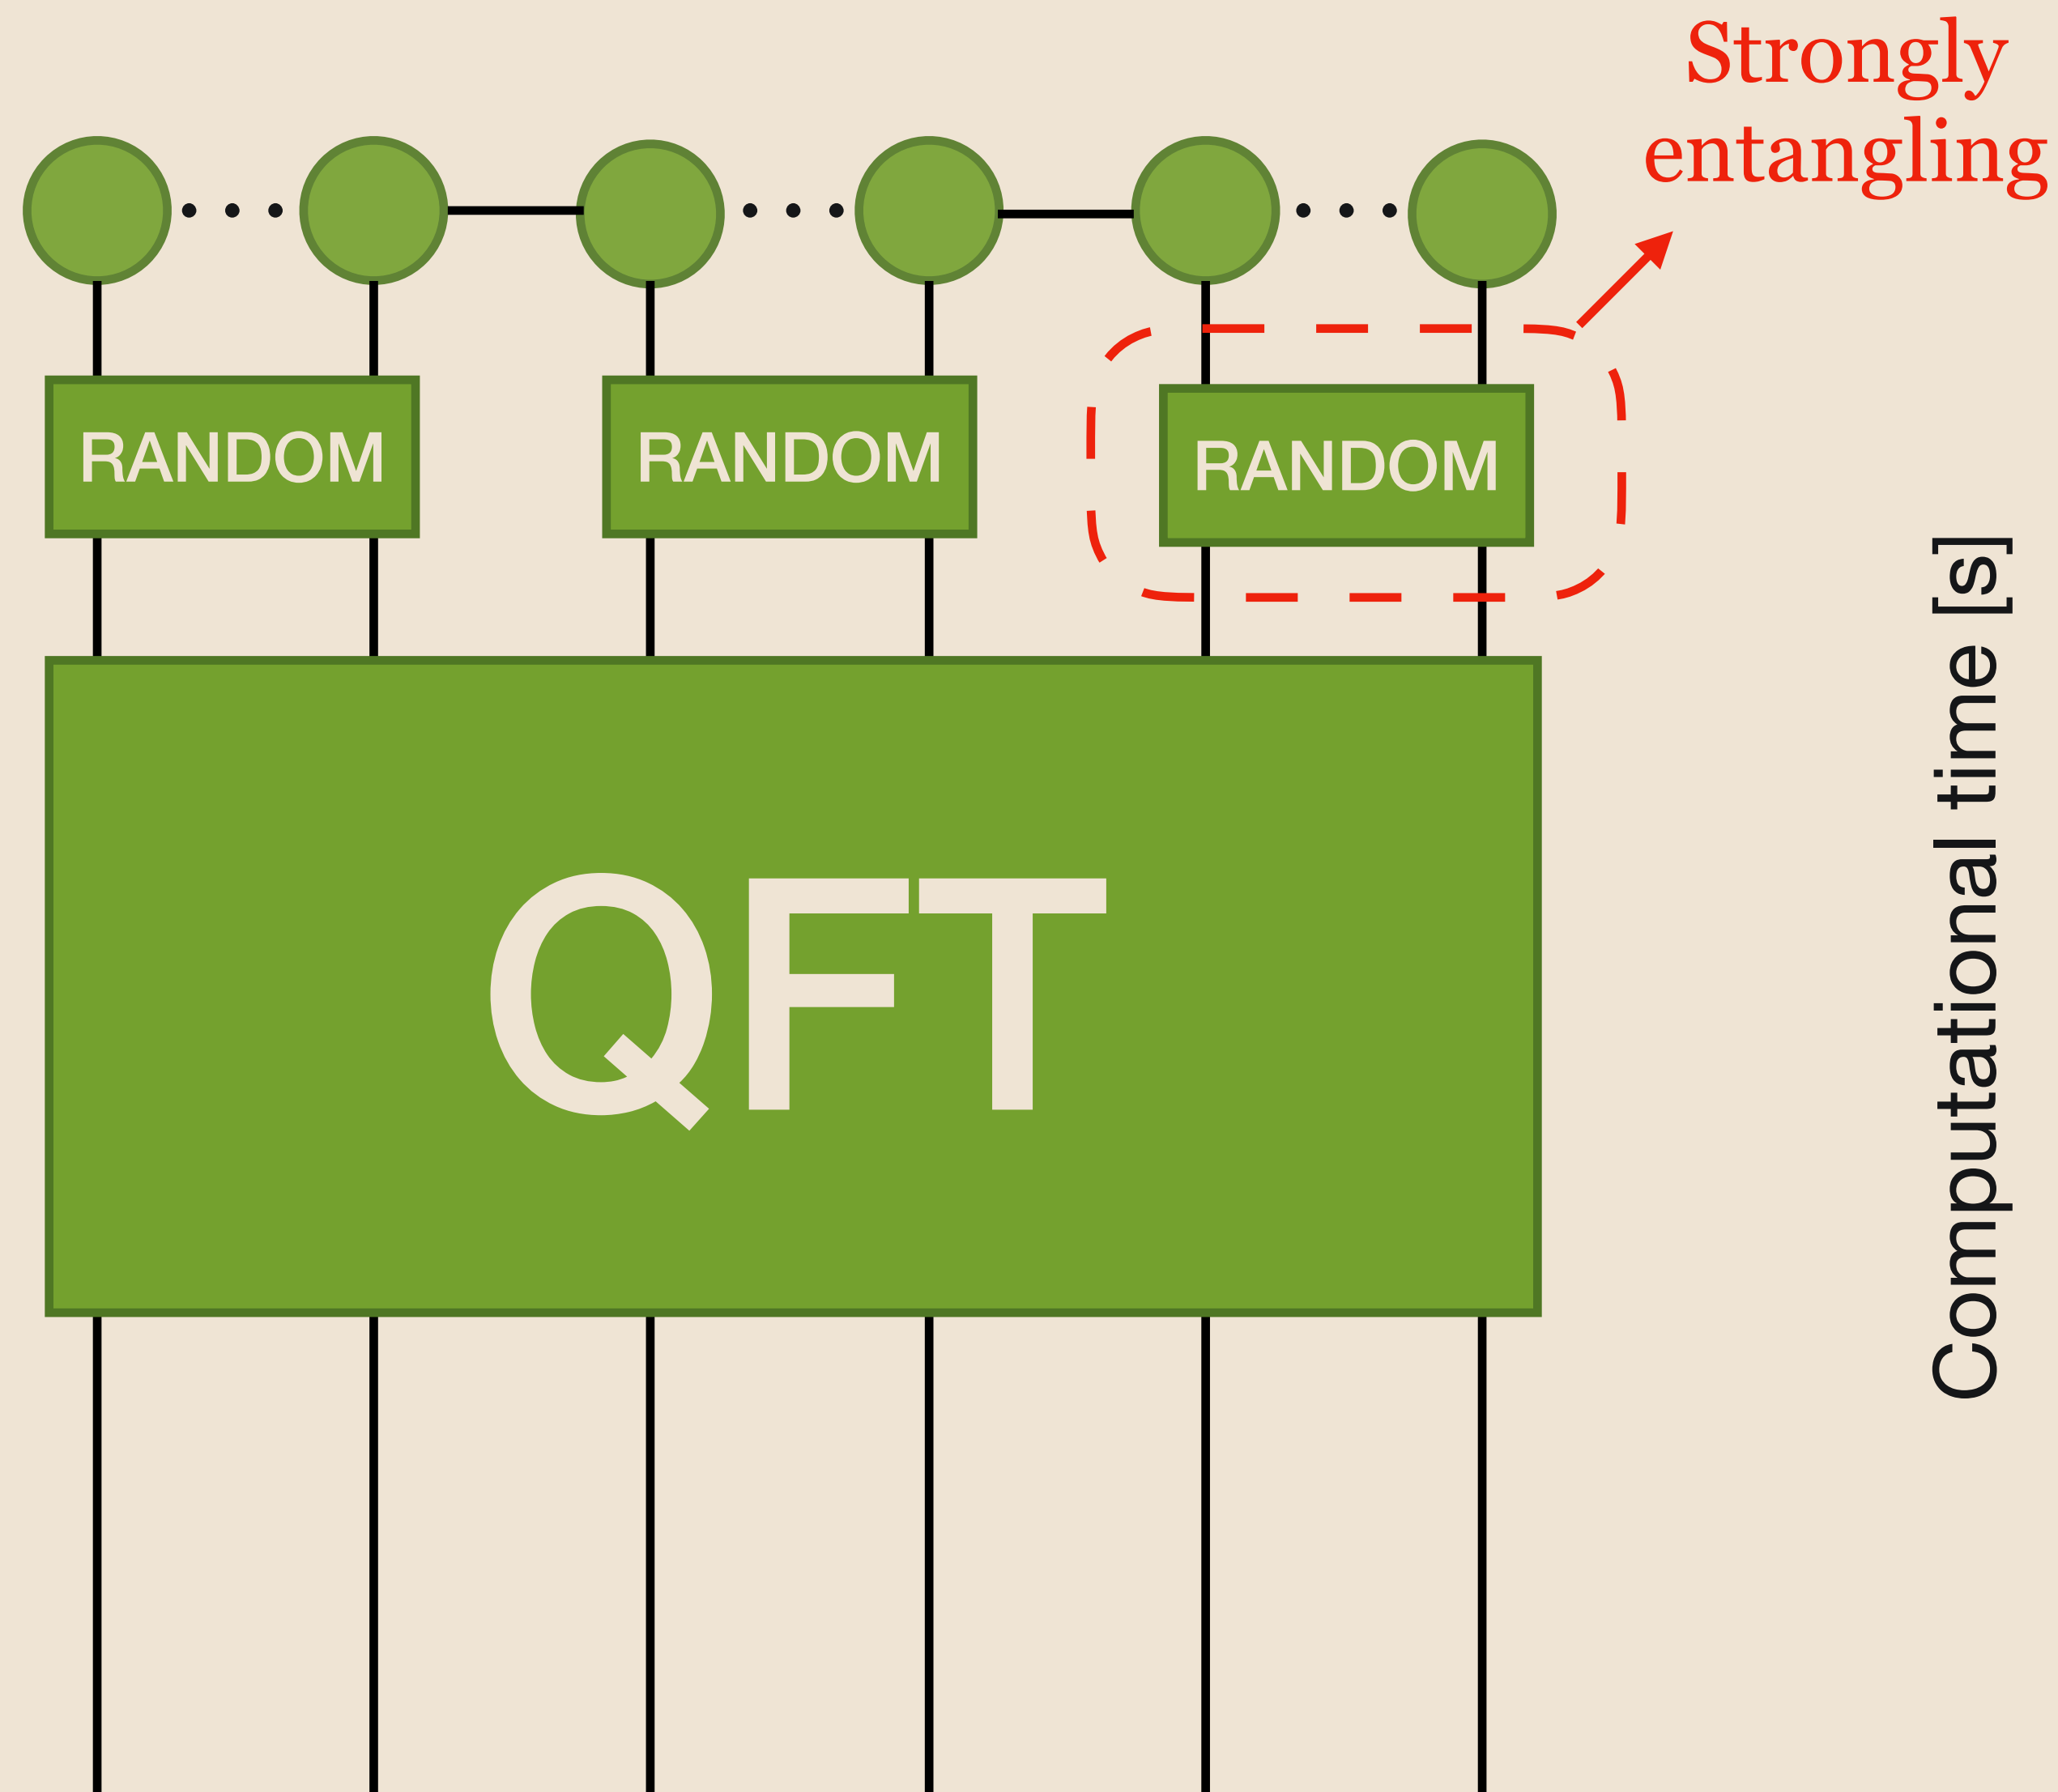 Strongly
entangling
RANDOM
RANDOM
RANDOM
QFT
Computational time [s]